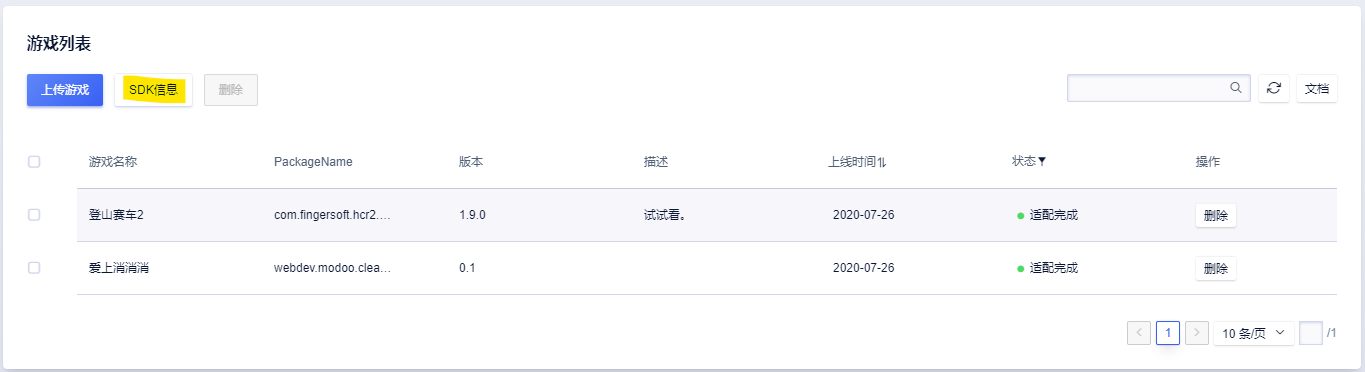 游戏列表
上传游戏 SDK信息 删除 文档
游戏名称 PackageName 版本 描述 上线时间 状态 操作
登山赛车2 com.fingersoft.hcr2.... 1.9.0 试试看。 2020-07-26 适配完成 删除
爱上消消消 webdev.modoo.clea... 0.1 2020-07-26 适配完成 删除
1 10 条/页 /1